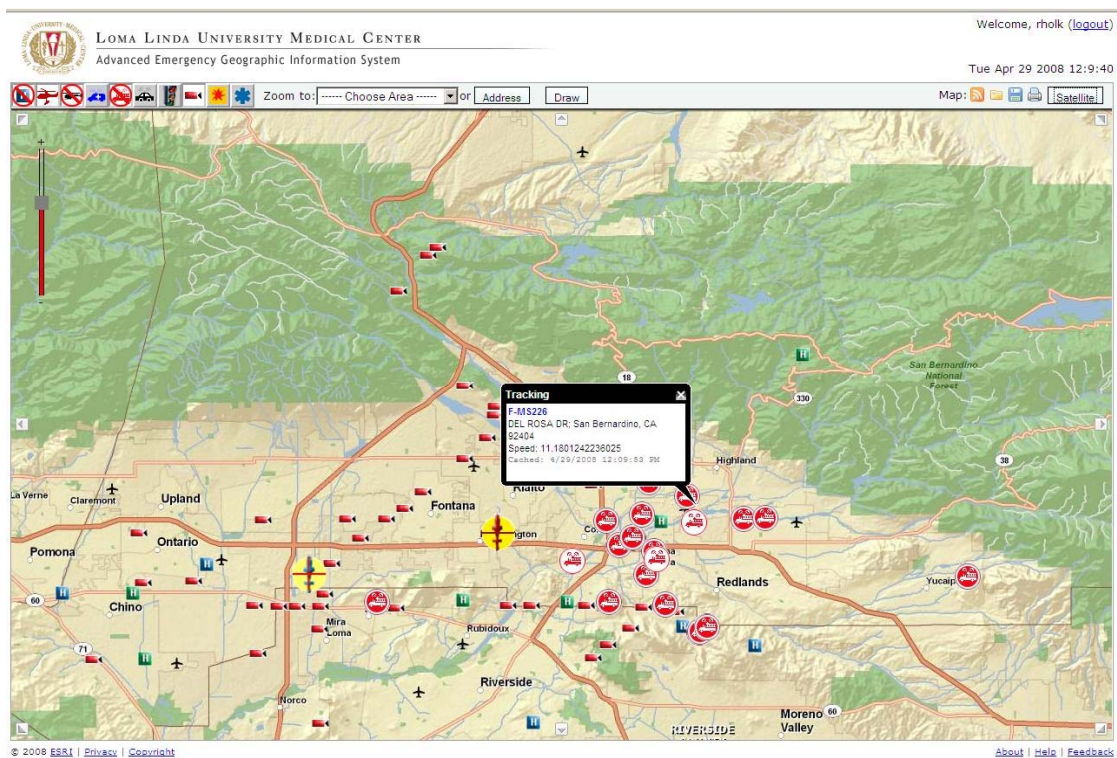 Welcome, rholk (logout)
LOMA LINDA UNIVERSITY MEDICAL CENTER
Advanced Emergency Geographic Information System
Tue Apr 29 2008 12:9:40
Zoom to: ------ Choose Area ------ or Address Draw
Map: Satellite
18
330
San Bernardino
National
Forest
38
Tracking
F-MS226
DEL ROSA DR; San Bernardino, CA
92404
Speed: 11.1801242236025
Cached: 4/29/2008 12:09:53 PM
Highland
Rialto
La Verne
Claremont
Upland
Fontana
Ontario
Pomona
Redlands
Yucaip
60
Chino
Mira
Loma
Rubidoux
71
Riverside
Norco
Moreno
Valley
60
RIVERSIDE
© 2008 ESRI | Privacy | Copyright
About | Help | Feedback